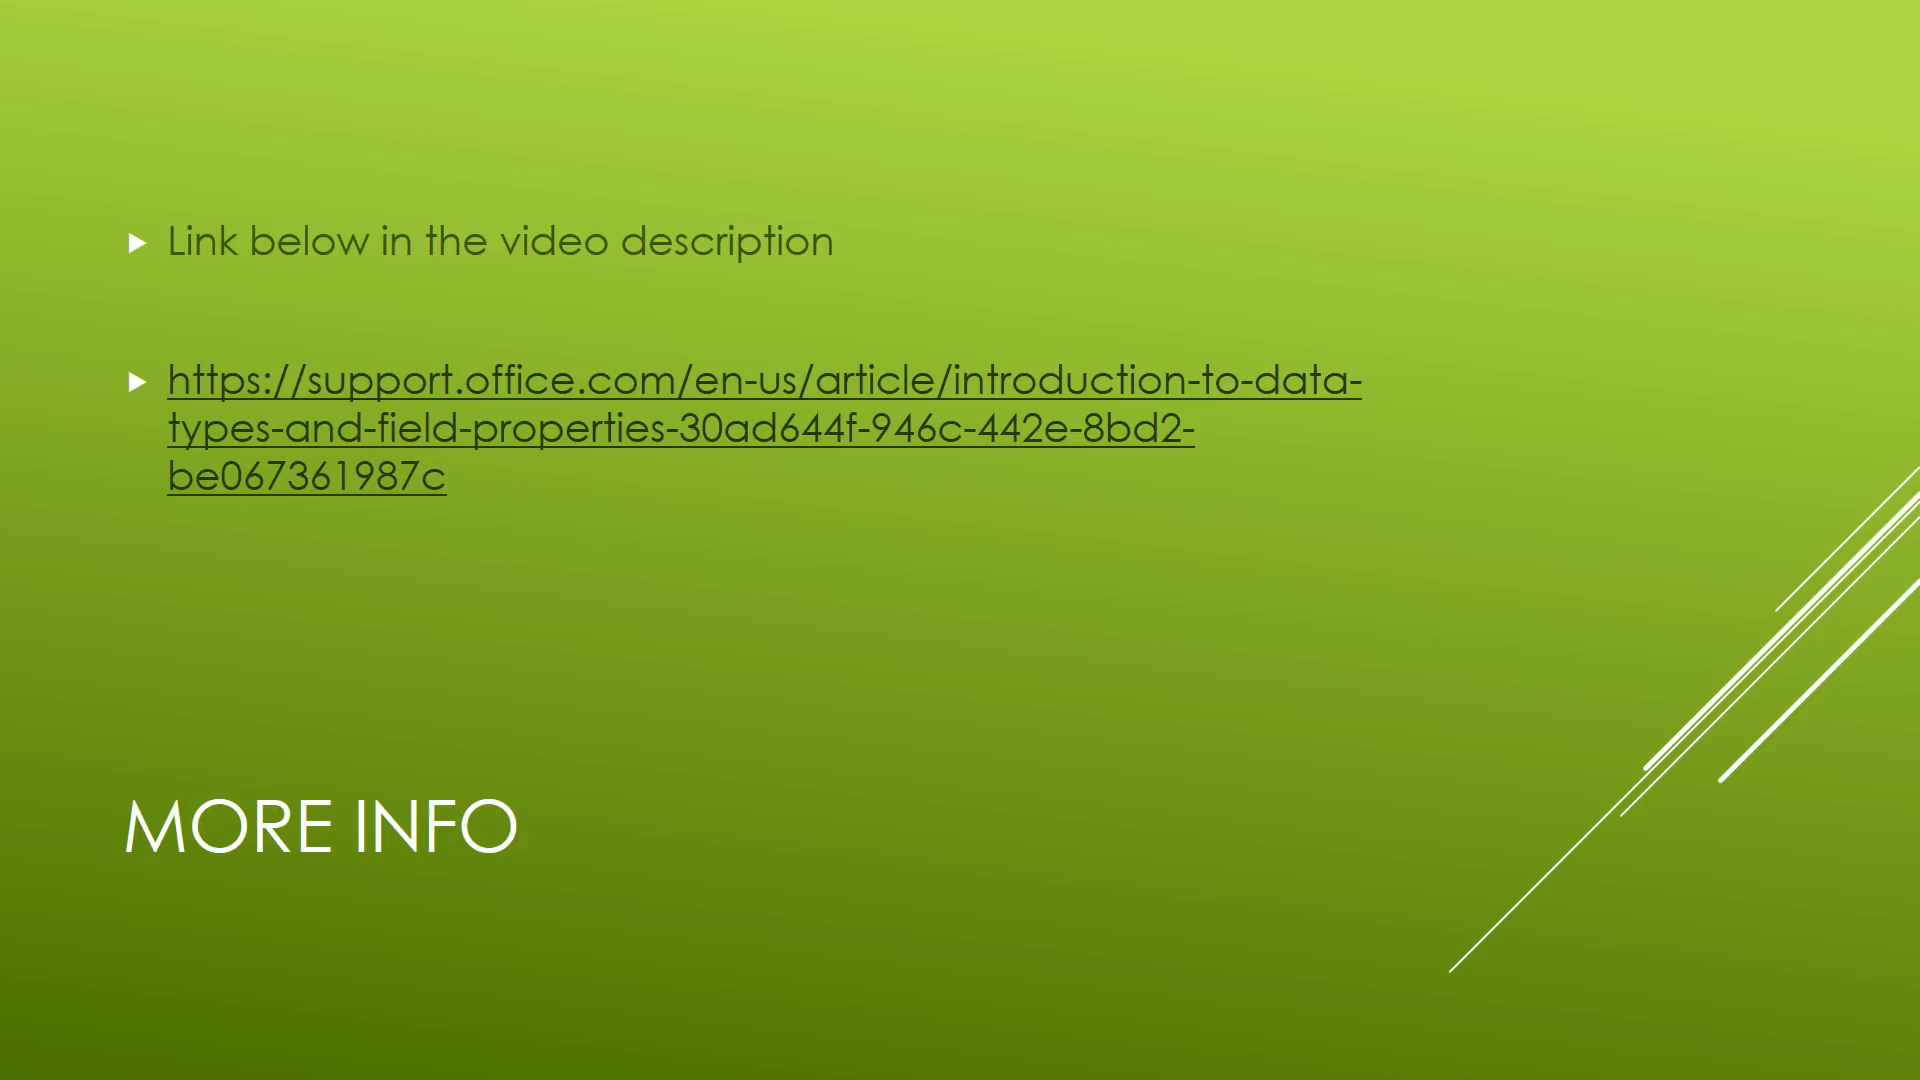 Link below in the video description
https://support.office.com/en-us/article/introduction-to-data-
types-and-field-properties-30ad644f-946c-442e-8bd2-
be067361987c
MORE INFO